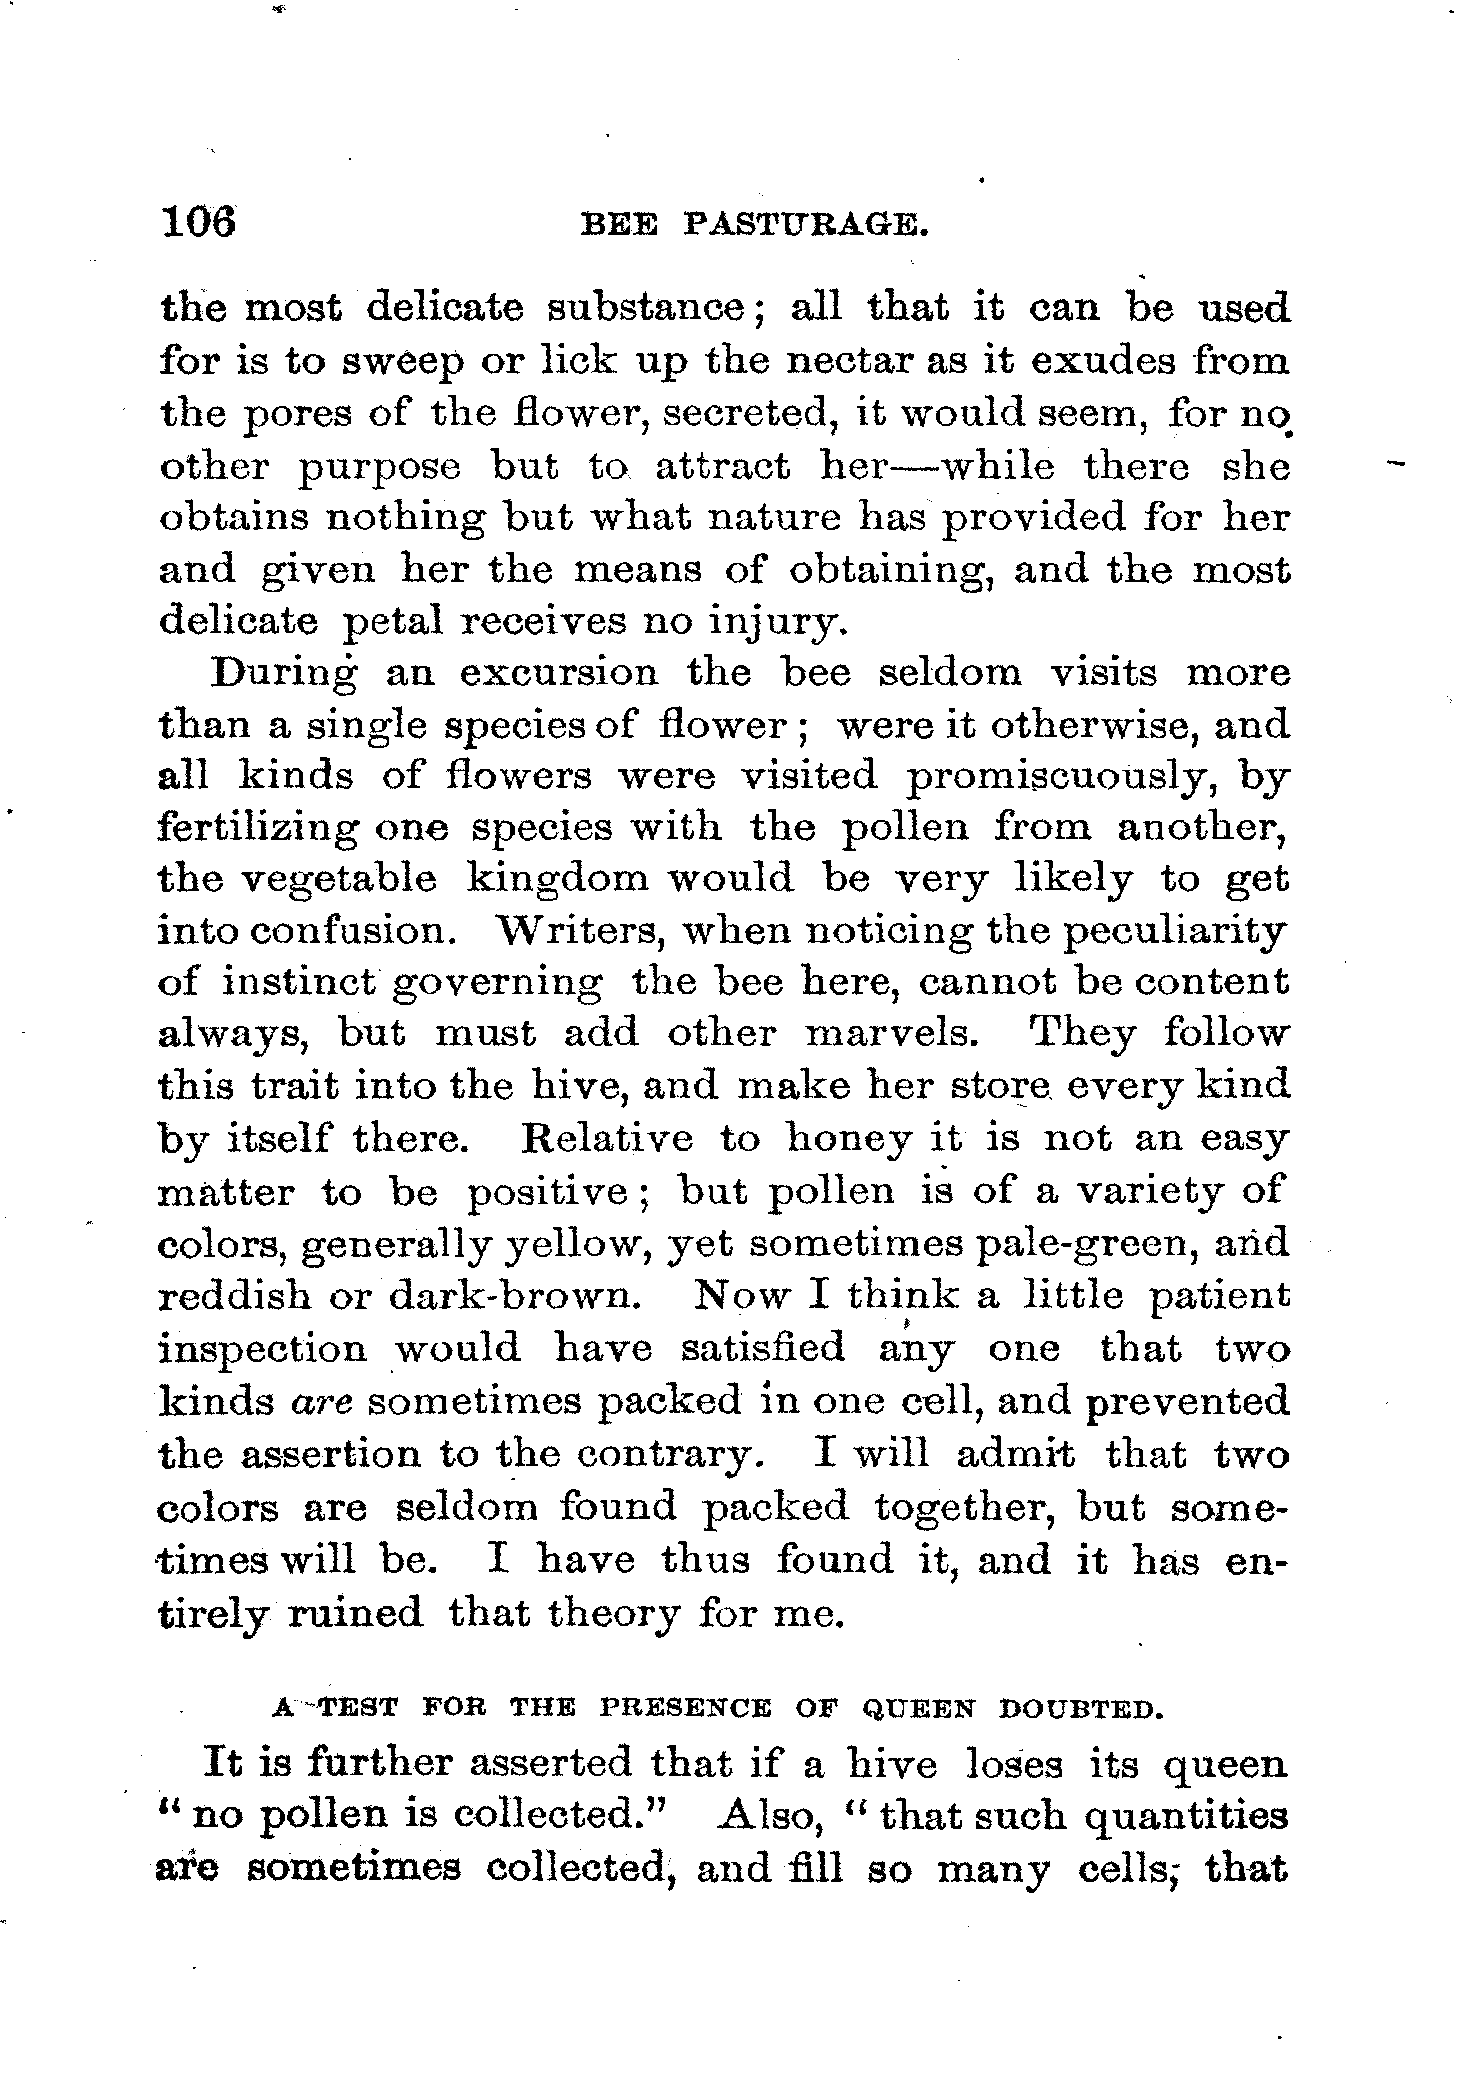 106 BEE PASTURAGE.
the most delicate substance; all that it can be used
for is to sweep or lick up the nectar as it exudes from
the pores of the flower, secreted, it would seem, for no
other purpose but to attract her—while there she
obtains nothing but what nature has provided for her
and given her the means of obtaining, and the most
delicate petal receives no injury.
During an excursion the bee seldom visits more
than a single species of flower; were it otherwise, and
all kinds of flowers were visited promiscuously, by
fertilizing one species with the pollen from another,
the vegetable kingdom would be very likely to get
into confusion. Writers, when noticing the peculiarity
of instinct governing the bee here, cannot be content
always, but must add other marvels. They follow
this trait into the hive, and make her store every kind
by itself there. Relative to honey it is not an easy
matter to be positive; but pollen is of a variety of
colors, generally yellow, yet sometimes pale-green, and
reddish or dark-brown. Now I think a little patient
inspection would have satisfied any one that two
kinds are sometimes packed in one cell, and prevented
the assertion to the contrary. I will admit that two
colors are seldom found packed together, but some-
times will be. I have thus found it, and it has en-
tirely ruined that theory for me.
A TEST FOR THE PRESENCE OF QUEEN DOUBTED.
It is further asserted that if a hive loses its queen
"no pollen is collected." Also, "that such quantities
are sometimes collected, and fill so many cells, that